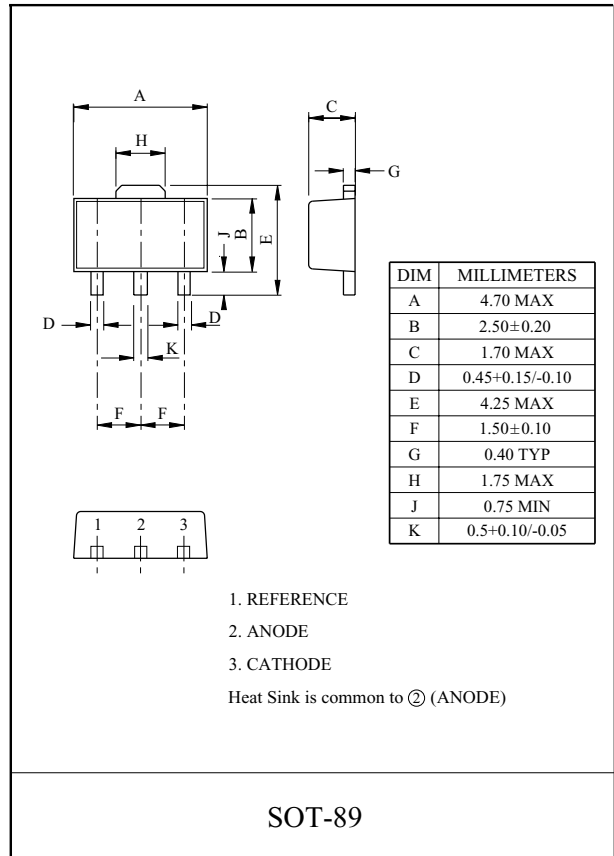 A
H
C
G
J
B
E
D
D
K
F
F
DIM MILLIMETERS
A 4.70 MAX
B 2.50±0.20
C 1.70 MAX
D 0.45+0.15/-0.10
E 4.25 MAX
F 1.50±0.10
G 0.40 TYP
H 1.75 MAX
J 0.75 MIN
K 0.5+0.10/-0.05
1 2 3
1. REFERENCE
2. ANODE
3. CATHODE
Heat Sink is common to ② (ANODE)
SOT-89